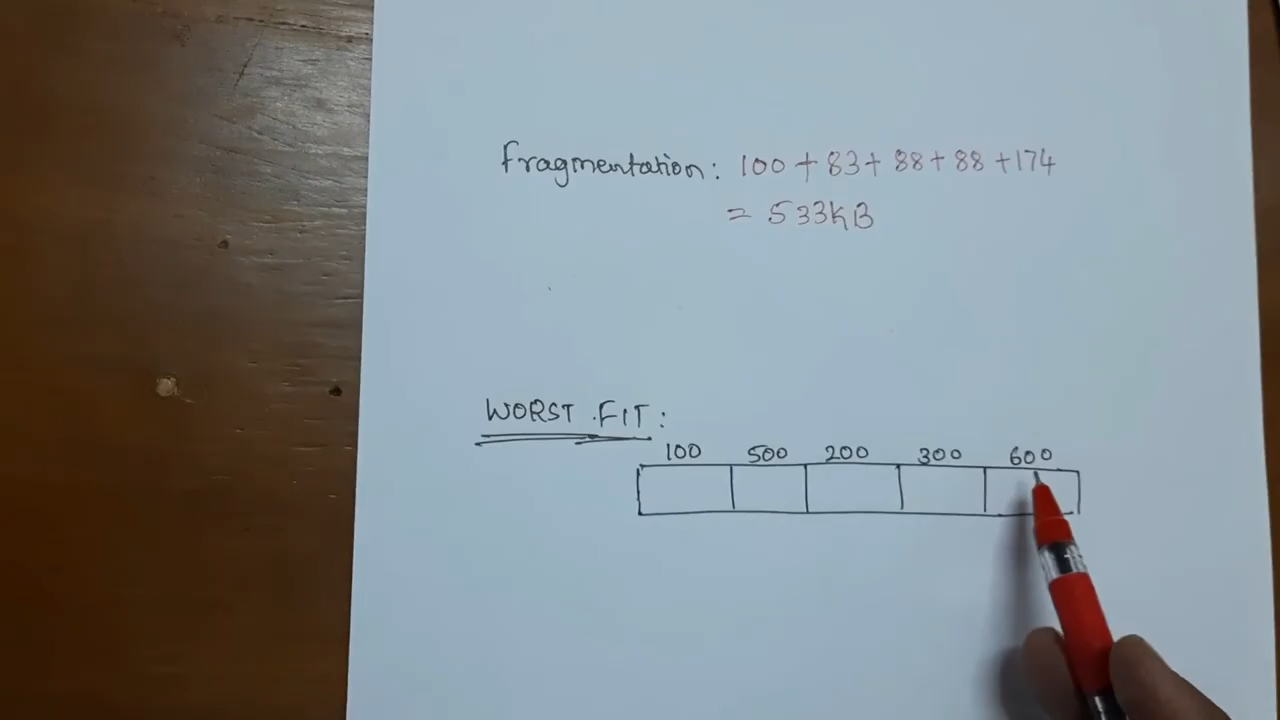 fragmentation: 100 + 83 + 88 + 88 + 174
= 533KB
WORST FIT:
100 500 200 300 600